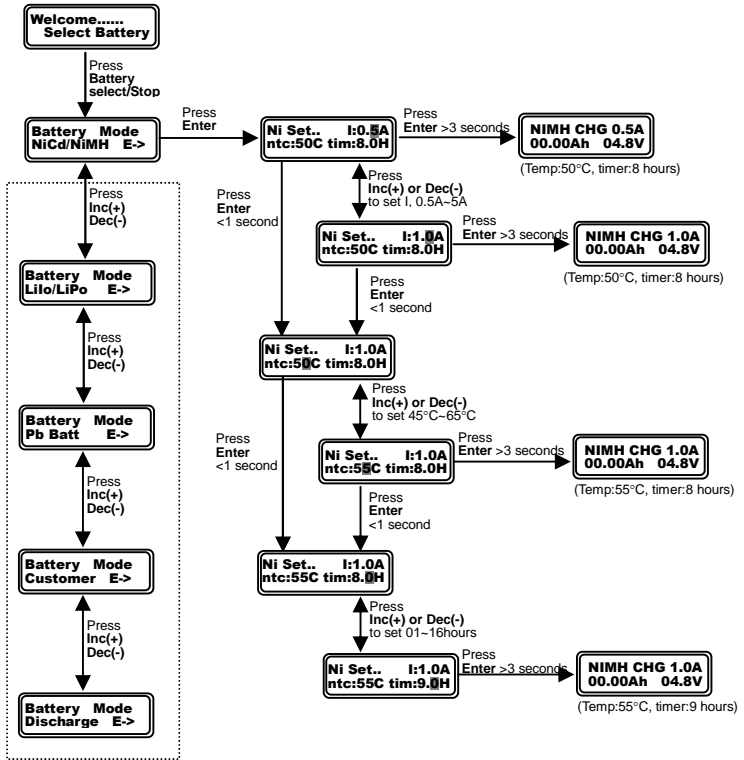 Welcome......
Select Battery
Press
Battery
select/Stop
Battery Mode
NiCd/NiMH E->
Press
Enter
Ni Set.. I:0.5A
ntc:50C tim:8.0H
Press
Enter >3 seconds
NIMH CHG 0.5A
00.00Ah 04.8V
(Temp:50°C, timer:8 hours)
Press
Inc(+) or Dec(-)
to set I, 0.5A~5A
Press
Enter
<1 second
Ni Set.. I:1.0A
ntc:50C tim:8.0H
Press
Enter >3 seconds
NIMH CHG 1.0A
00.00Ah 04.8V
(Temp:50°C, timer:8 hours)
Press
Enter
<1 second
Ni Set.. I:1.0A
ntc:50C tim:8.0H
Press
Inc(+) or Dec(-)
to set 45°C~65°C
Press
Enter
<1 second
Ni Set.. I:1.0A
ntc:55C tim:8.0H
Press
Enter >3 seconds
NIMH CHG 1.0A
00.00Ah 04.8V
(Temp:55°C, timer:8 hours)
Press
Enter
<1 second
Ni Set.. I:1.0A
ntc:55C tim:8.0H
Press
Inc(+) or Dec(-)
to set 01~16hours
Ni Set.. I:1.0A
ntc:55C tim:9.0H
Press
Enter >3 seconds
NIMH CHG 1.0A
00.00Ah 04.8V
(Temp:55°C, timer:9 hours)
Press
Inc(+)
Dec(-)
Battery Mode
LiIo/LiPo E->
Press
Inc(+)
Dec(-)
Battery Mode
Pb Batt E->
Press
Inc(+)
Dec(-)
Battery Mode
Customer E->
Press
Inc(+)
Dec(-)
Battery Mode
Discharge E->